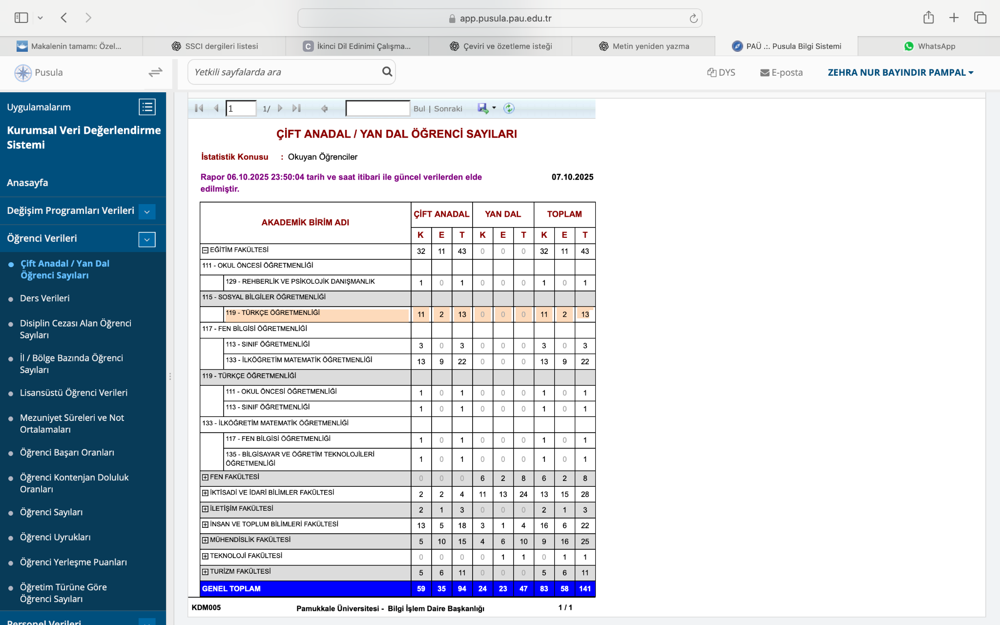 app.pusula.pau.edu.tr
Makalenin tamamı: Özel...
SSCI dergileri listesi
C İkinci Dil Edinimi Çalışma...
Çeviri ve özetleme isteği
Metin yeniden yazma
PAÜ .:. Pusula Bilgi Sistemi
WhatsApp
Pusula
Yetkili sayfalarda ara
DYS
E-posta
ZEHRA NUR BAYINDIR PAMPAL
Uygulamalarım
Kurumsal Veri Değerlendirme
Sistemi
Anasayfa
Değişim Programları Verileri
Öğrenci Verileri
Çift Anadal / Yan Dal
Öğrenci Sayıları
Ders Verileri
Disiplin Cezası Alan Öğrenci
Sayıları
İl / Bölge Bazında Öğrenci
Sayıları
Lisansüstü Öğrenci Verileri
Mezuniyet Süreleri ve Not
Ortalamaları
Öğrenci Başarı Oranları
Öğrenci Kontenjan Doluluk
Oranları
Öğrenci Sayıları
Öğrenci Uyrukları
Öğrenci Yerleşme Puanları
Öğretim Türüne Göre
Öğrenci Sayıları
Personel Verileri
1 1/ Bul | Sonraki
ÇİFT ANADAL / YAN DAL ÖĞRENCİ SAYILARI
İstatistik Konusu : Okuyan Öğrenciler
Rapor 06.10.2025 23:50:04 tarih ve saat itibari ile güncel verilerden elde 07.10.2025
edilmiştir.
AKADEMİK BİRİM ADI ÇİFT ANADAL YAN DAL TOPLAM
K E T K E T K E T
EĞİTİM FAKÜLTESİ 32 11 43 0 0 0 32 11 43
111 - OKUL ÖNCESİ ÖĞRETMENLİĞİ
129 - REHBERLİK VE PSİKOLOJİK DANIŞMANLIK 1 0 1 0 0 0 1 0 1
115 - SOSYAL BİLGİLER ÖĞRETMENLİĞİ
119 - TÜRKÇE ÖĞRETMENLİĞİ 11 2 13 0 0 0 11 2 13
117 - FEN BİLGİSİ ÖĞRETMENLİĞİ
113 - SINIF ÖĞRETMENLİĞİ 3 0 3 0 0 0 3 0 3
133 - İLKÖĞRETİM MATEMATİK ÖĞRETMENLİĞİ 13 9 22 0 0 0 13 9 22
119 - TÜRKÇE ÖĞRETMENLİĞİ
111 - OKUL ÖNCESİ ÖĞRETMENLİĞİ 1 0 1 0 0 0 1 0 1
113 - SINIF ÖĞRETMENLİĞİ 1 0 1 0 0 0 1 0 1
133 - İLKÖĞRETİM MATEMATİK ÖĞRETMENLİĞİ
117 - FEN BİLGİSİ ÖĞRETMENLİĞİ 1 0 1 0 0 0 1 0 1
135 - BİLGİSAYAR VE ÖĞRETİM TEKNOLOJİLERİ
ÖĞRETMENLİĞİ 1 0 1 0 0 0 1 0 1
FEN FAKÜLTESİ 0 0 0 6 2 8 6 2 8
İKTİSADİ VE İDARİ BİLİMLER FAKÜLTESİ 2 2 4 11 13 24 13 15 28
İLETİŞİM FAKÜLTESİ 2 1 3 0 0 0 2 1 3
İNSAN VE TOPLUM BİLİMLERİ FAKÜLTESİ 13 5 18 3 1 4 16 6 22
MÜHENDİSLİK FAKÜLTESİ 5 10 15 4 6 10 9 16 25
TEKNOLOJİ FAKÜLTESİ 0 0 0 0 1 1 0 1 1
TURİZM FAKÜLTESİ 5 6 11 0 0 0 5 6 11
GENEL TOPLAM 59 35 94 24 23 47 83 58 141
KDM005 Pamukkale Üniversitesi - Bilgi İşlem Daire Başkanlığı 1 / 1